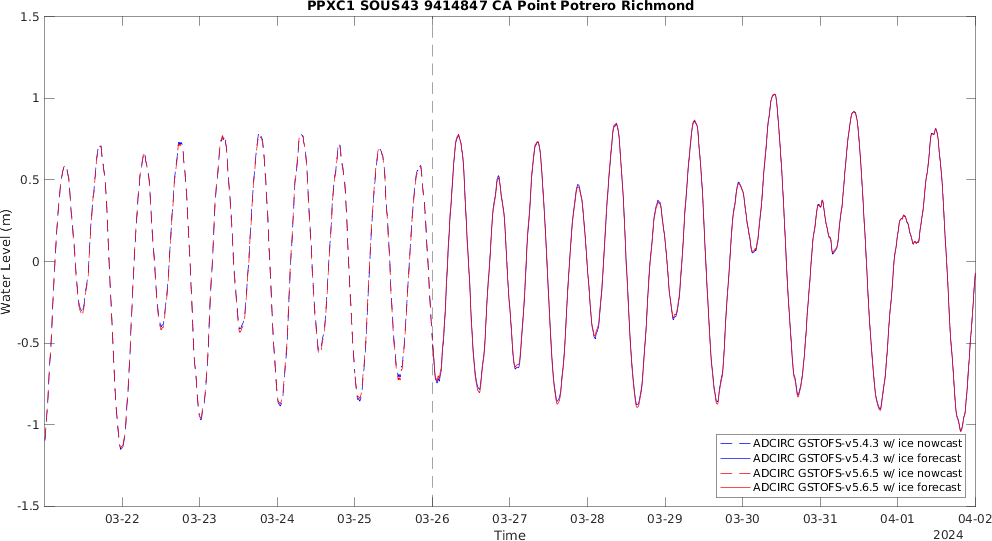 PPXC1 SOUS43 9414847 CA Point Potrero Richmond
1.5
1
0.5
0
-0.5
-1
-1.5
Water Level (m)
03-22 03-23 03-24 03-25 03-26 03-27 03-28 03-29 03-30 03-31 04-01 04-02
Time
2024
ADCIRC GSTOFS-v5.4.3 w/ ice nowcast
ADCIRC GSTOFS-v5.4.3 w/ ice forecast
ADCIRC GSTOFS-v5.6.5 w/ ice nowcast
ADCIRC GSTOFS-v5.6.5 w/ ice forecast